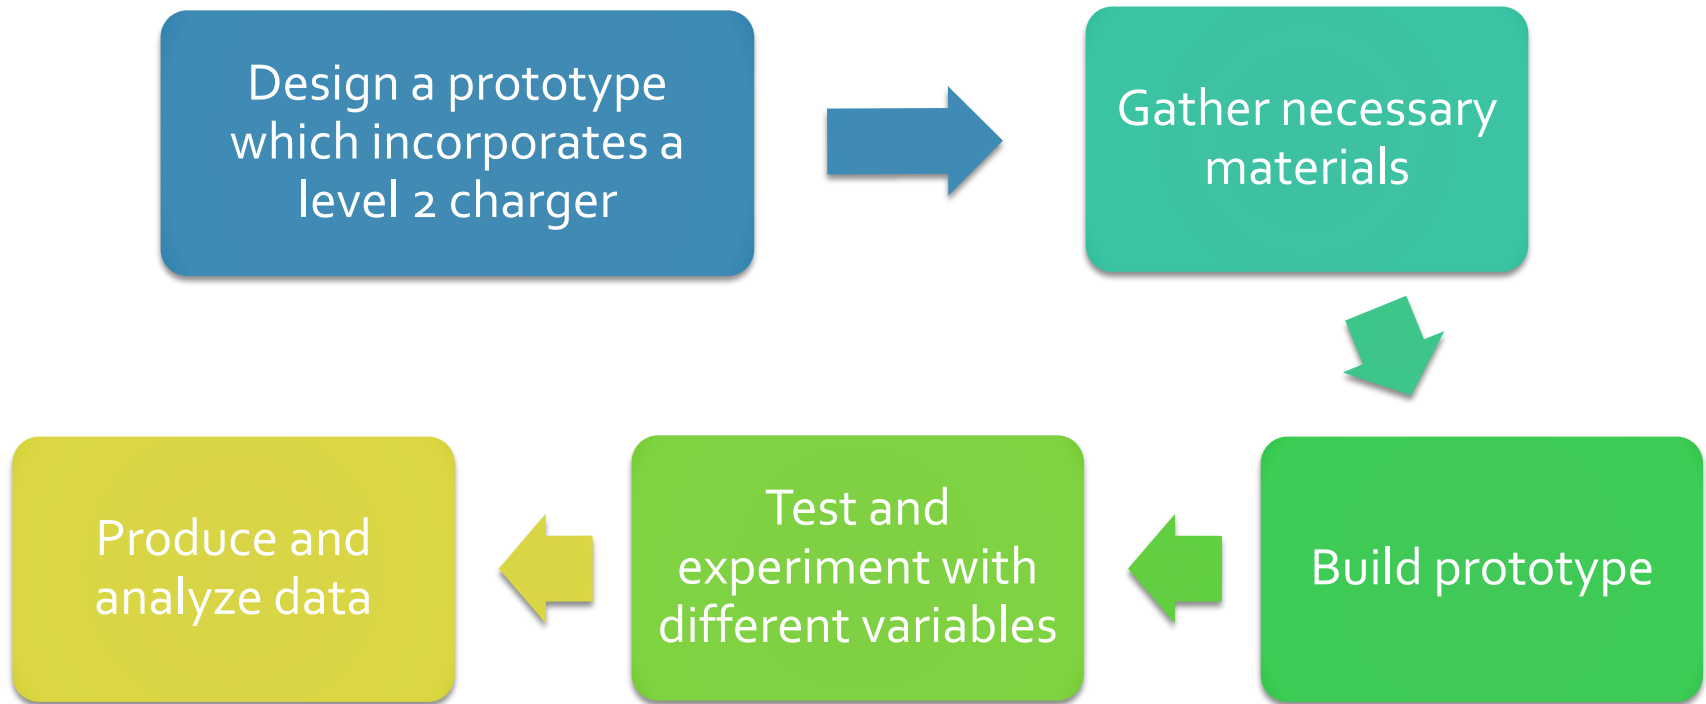 Design a prototype
which incorporates a
level 2 charger
Gather necessary
materials
Build prototype
Test and
experiment with
different variables
Produce and
analyze data